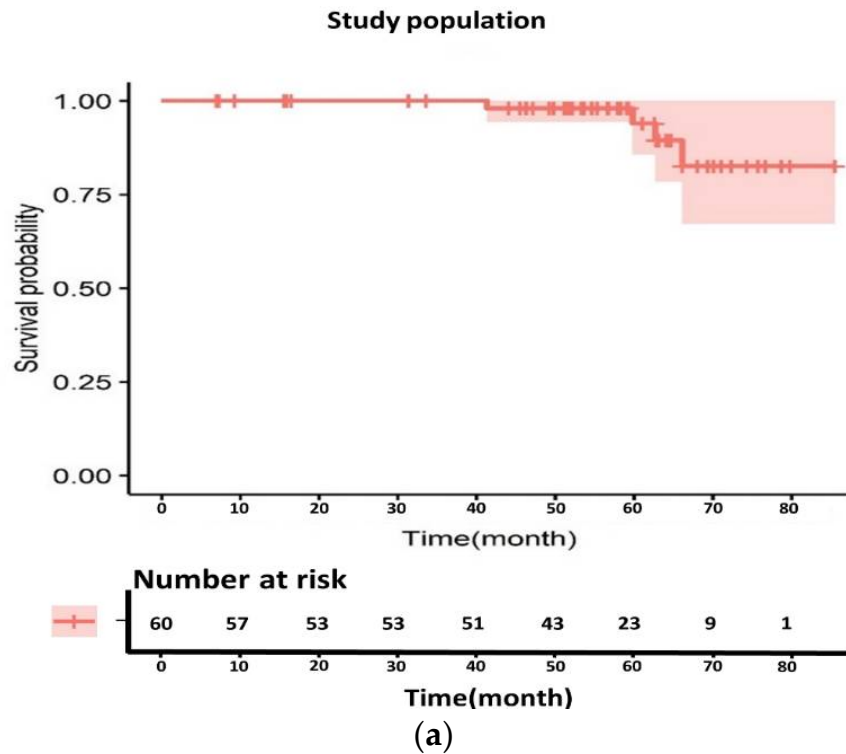 Study population
1.00
0.75
0.50
0.25
0.00
Survival probability
0 10 20 30 40 50 60 70 80
Time(month)
Number at risk
60 57 53 53 51 43 23 9 1
0 10 20 30 40 50 60 70 80
Time(month)
(a)